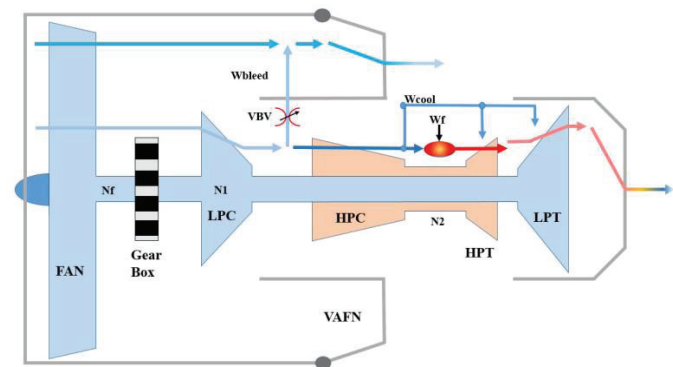 Wbleed
VBV
Wcool
Wf
Nf
N1
LPC
HPC
N2
LPT
HPT
Gear
Box
FAN
VAFN